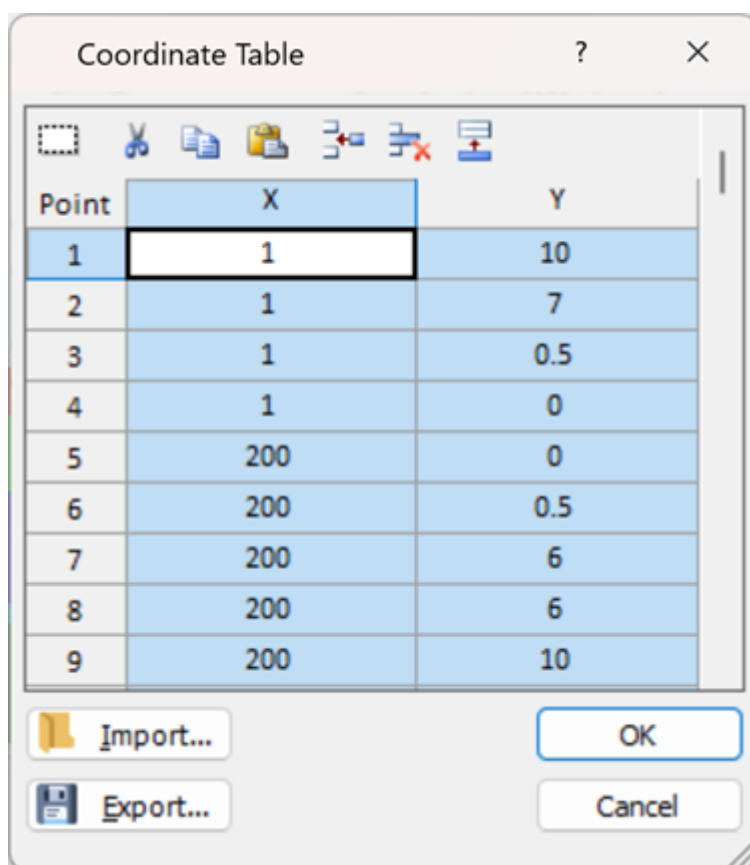 Coordinate Table ?
Point X Y
1 1 10
2 1 7
3 1 0.5
4 1 0
5 200 0
6 200 0.5
7 200 6
8 200 6
9 200 10
Import... OK
Export... Cancel